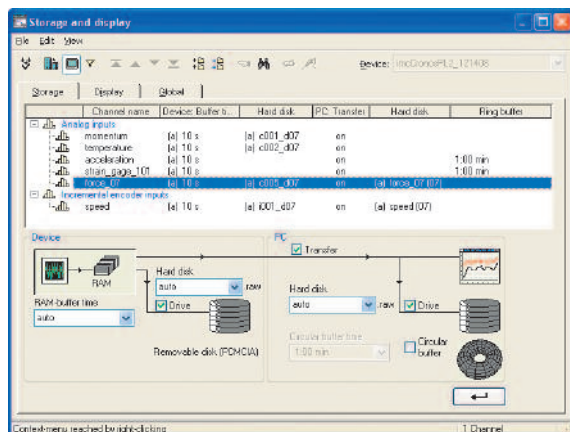 Storage and display
File Edit View
Device: imcCronosPL2_121408
Storage Display Global
Channel name Device: Buffer t... Hard disk PC: Transfer Hard disk Ring buffer
Analog inputs
momentum (a) 10 s (a) c001_d07 on
temperature (a) 10 s (a) c002_d07 on
acceleration (a) 10 s on 1:00 min
strain_gage_101 (a) 10 s on 1:00 min
force_07 (a) 10 s (a) c005_d07 on (a) force_07 (07)
Incremental encoder inputs
speed (a) 10 s (a) i001_d07 on (a) speed (07)
Device
RAM
RAM-buffer time
auto
Hard disk
auto .raw
Drive
Removable disk (PCMCIA)
PC
Transfer
Hard disk
auto .raw Drive
Circular buffer time
1:00 min
Circular buffer
Context-menu reached by right-clicking 1 Channel